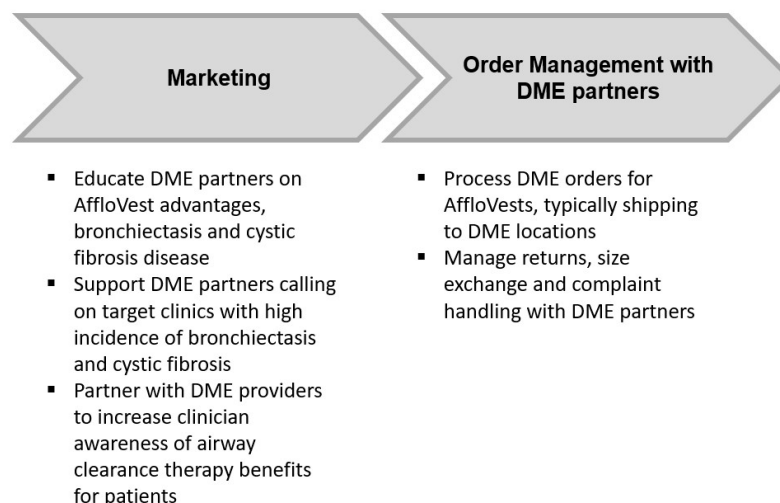 Marketing
Order Management with
DME partners
▪ Educate DME partners on
AffloVest advantages,
bronchiectasis and cystic
fibrosis disease
▪ Support DME partners calling
on target clinics with high
incidence of bronchiectasis
and cystic fibrosis
▪ Partner with DME providers
to increase clinician
awareness of airway
clearance therapy benefits
for patients
▪ Process DME orders for
AffloVests, typically shipping
to DME locations
▪ Manage returns, size
exchange and complaint
handling with DME partners